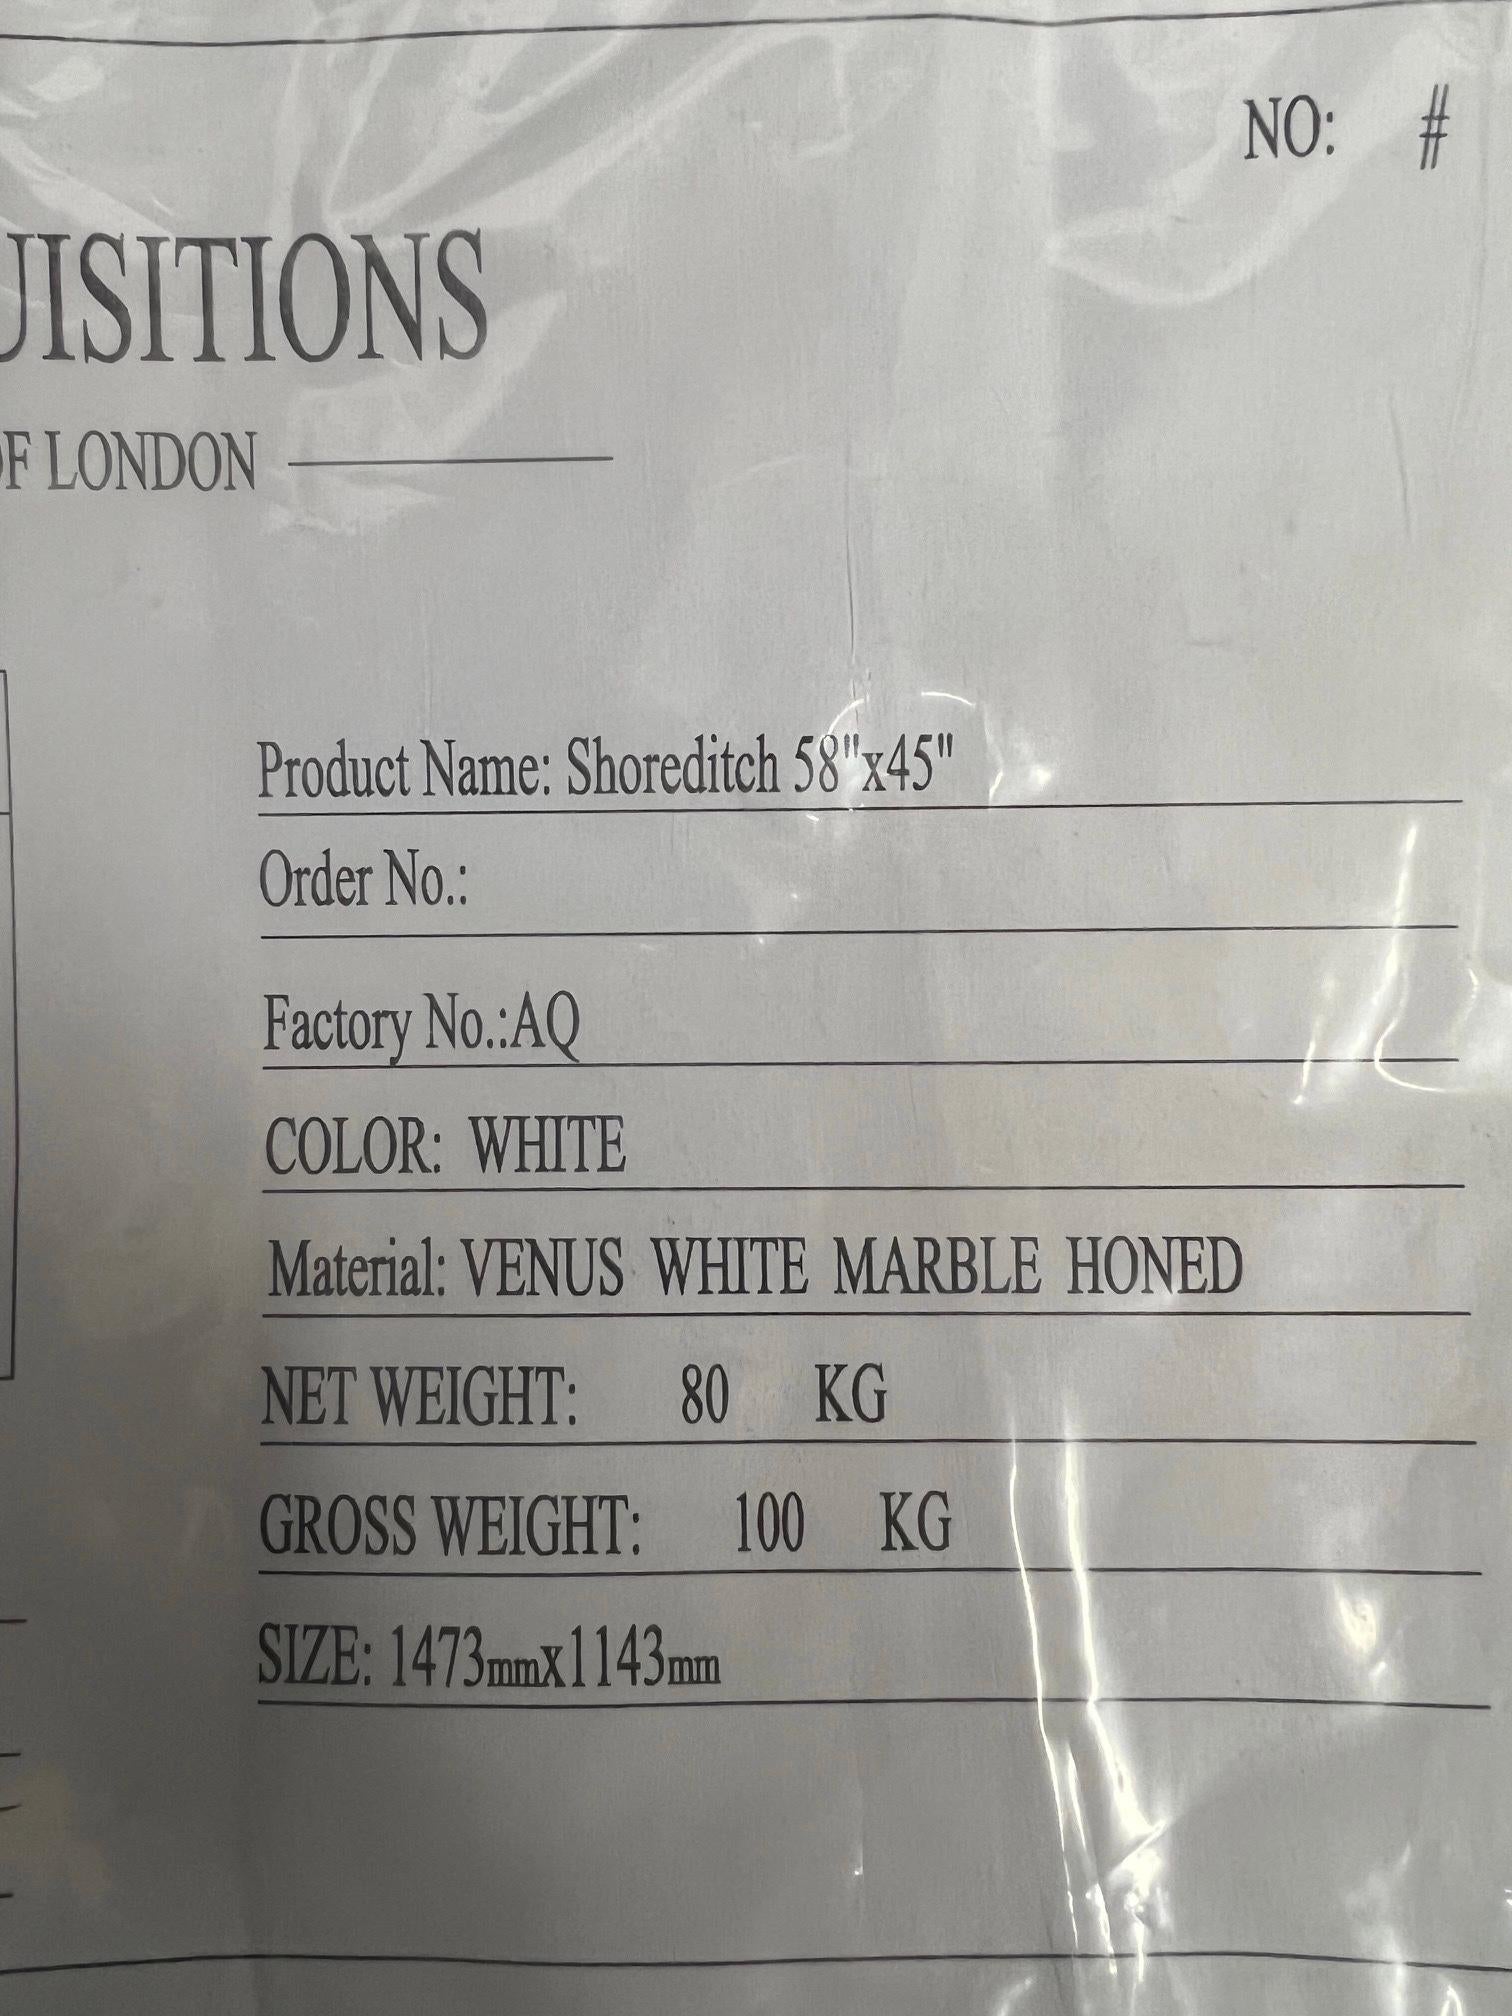 NO: #
UISITIONS
OF LONDON
Product Name: Shoreditch 58"x45"
Order No.:
Factory No.:AQ
COLOR: WHITE
Material: VENUS WHITE MARBLE HONED
NET WEIGHT: 80 KG
GROSS WEIGHT: 100 KG
SIZE: 1473mmx1143mm